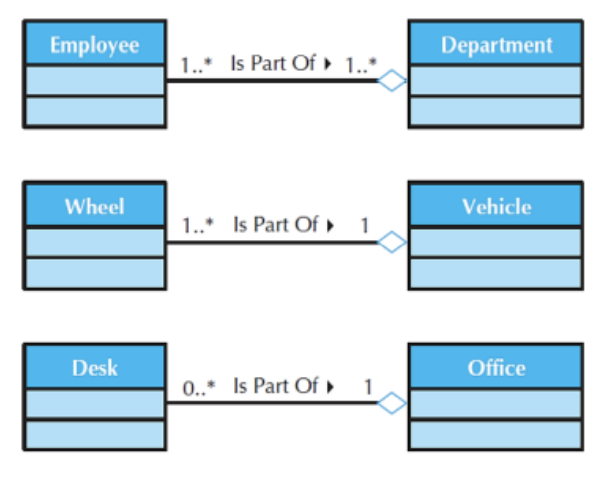 Employee
1..* Is Part Of ▸ 1..*
Department
Wheel
1..* Is Part Of ▸ 1
Vehicle
Desk
0..* Is Part Of ▸ 1
Office